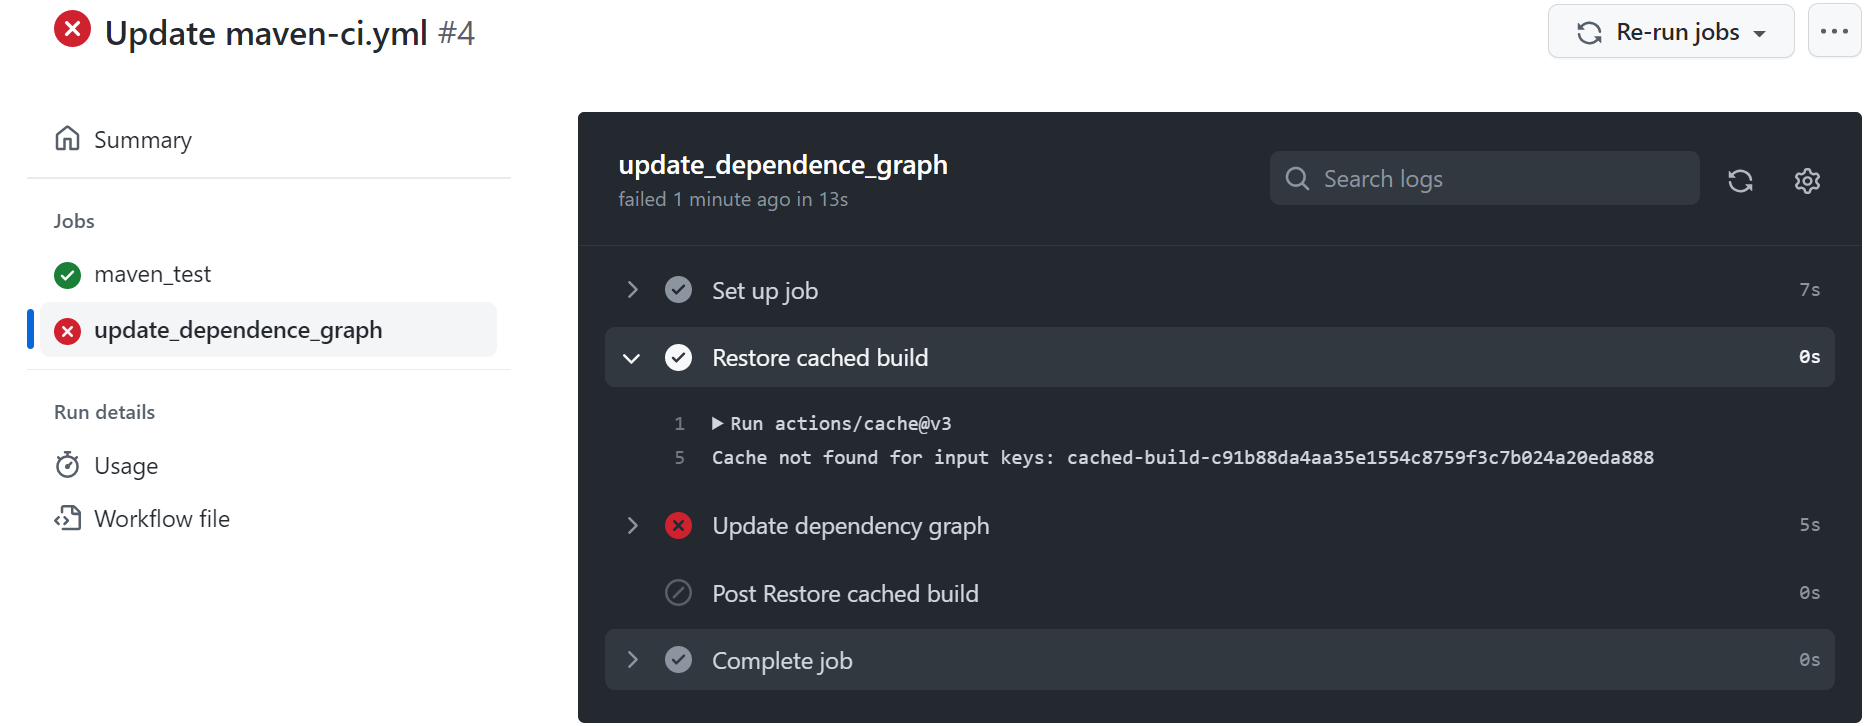 Update maven-ci.yml #4
Re-run jobs
Summary
Jobs
maven_test
update_dependence_graph
Run details
Usage
Workflow file
update_dependence_graph
failed 1 minute ago in 13s
Search logs
Set up job 7s
Restore cached build 0s
1 Run actions/cache@v3
5 Cache not found for input keys: cached-build-c91b88da4aa35e1554c8759f3c7b024a20eda888
Update dependency graph 5s
Post Restore cached build 0s
Complete job 0s